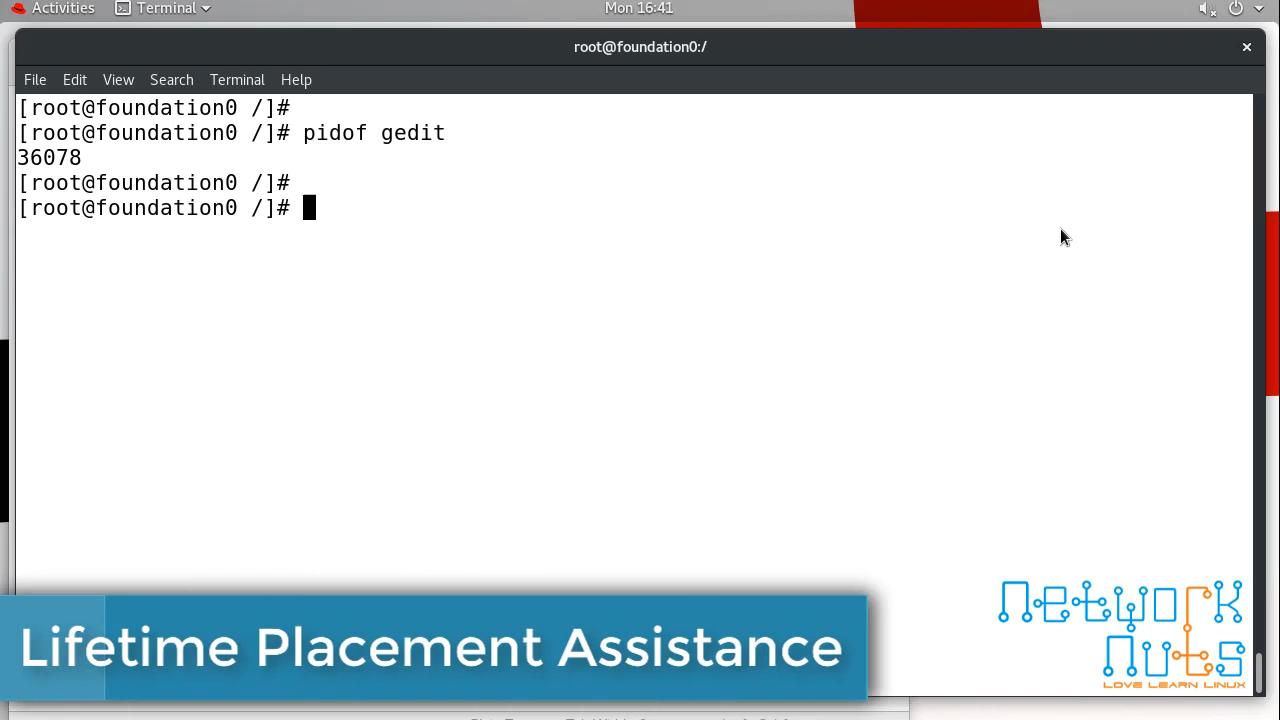 Activities Terminal Mon 16:41
root@foundation0:/
File Edit View Search Terminal Help
[root@foundation0 /]#
[root@foundation0 /]# pidof gedit
36078
[root@foundation0 /]#
[root@foundation0 /]#
Lifetime Placement Assistance
network
nuts
LOVE LEARN LINUX